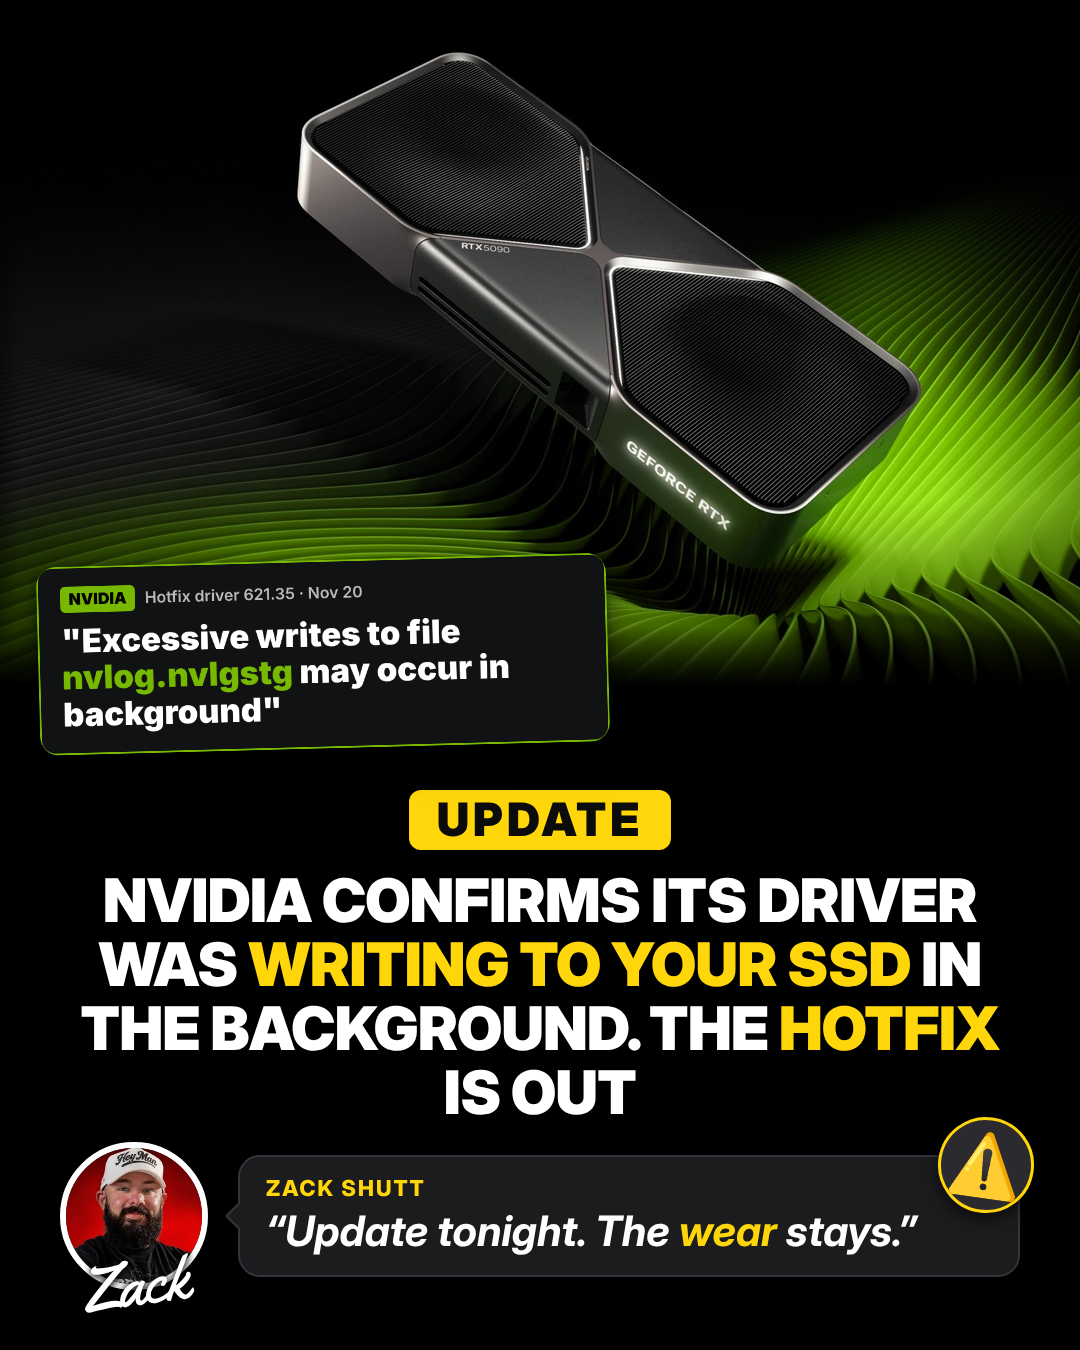 RTX5090
GEFORCE RTX
NVIDIA Hotfix driver 621.35 · Nov 20
"Excessive writes to file
nvlog.nvlgstg may occur in
background"
UPDATE
NVIDIA CONFIRMS ITS DRIVER
WAS WRITING TO YOUR SSD IN
THE BACKGROUND. THE HOTFIX
IS OUT
Hey Man
ZACK SHUTT
“Update tonight. The wear stays.”
Zack